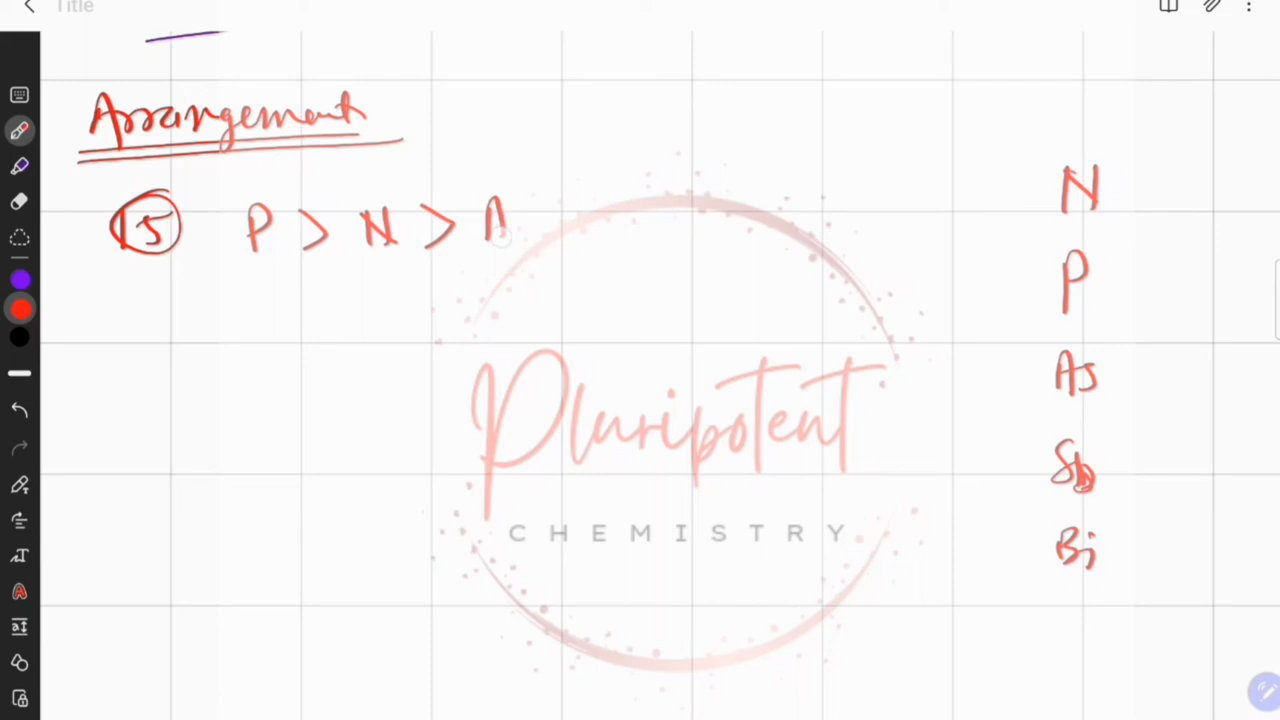 Title
Arrangement
15 P > N > A
N
P
As
Sb
Bi
Pluripotent
CHEMISTRY